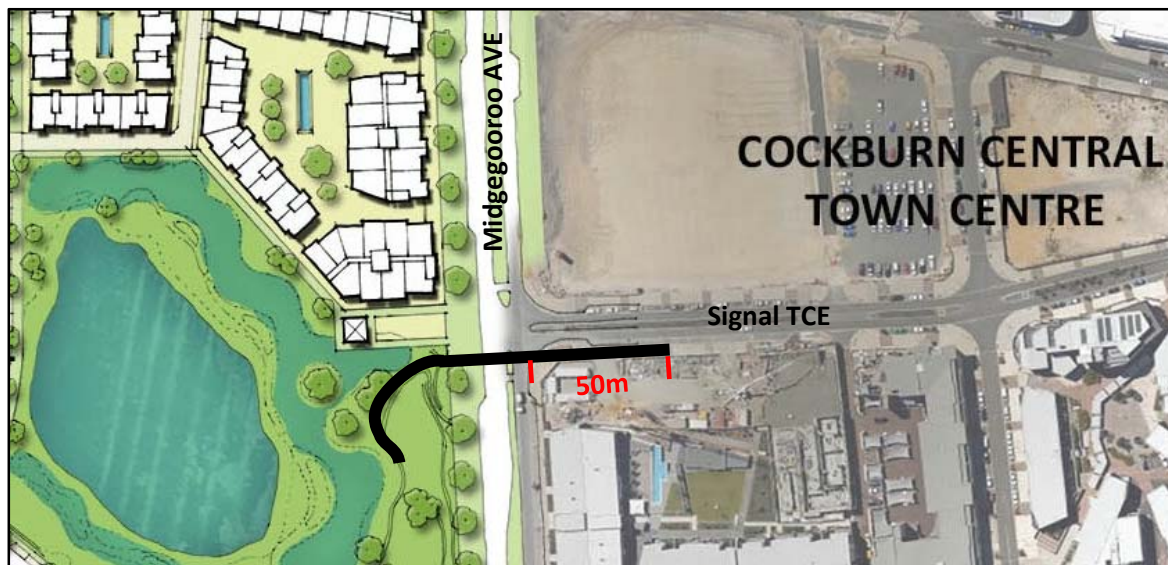 Midgegooroo AVE
COCKBURN CENTRAL
TOWN CENTRE
Signal TCE
50m